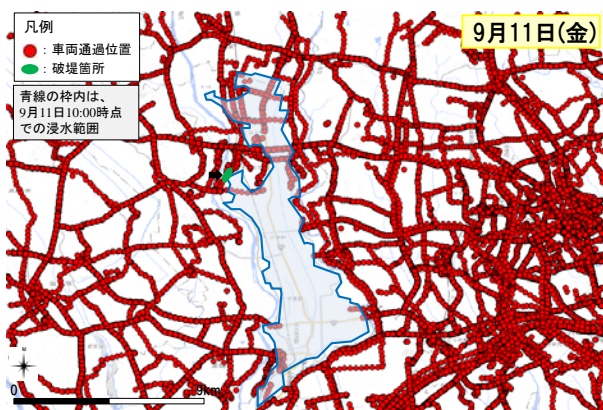 凡例
:車両通過位置
:破堤箇所
青線の枠内は、
9月11日10:00時点
での浸水範囲
9月11日(金)
0
9km